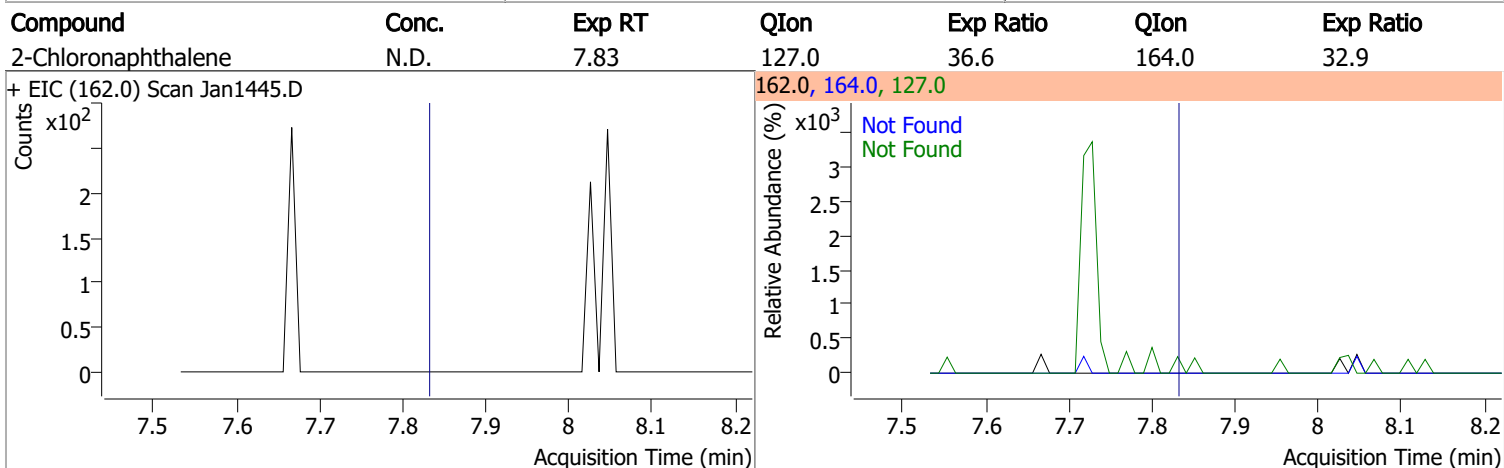 Compound Conc. Exp RT QIon Exp Ratio QIon Exp Ratio
2-Chloronaphthalene N.D. 7.83 127.0 36.6 164.0 32.9
+ EIC (162.0) Scan Jan1445.D
Counts
x10²
2
1.5
1
0.5
0
7.5 7.6 7.7 7.8 7.9 8 8.1 8.2
Acquisition Time (min)
162.0, 164.0, 127.0
Relative Abundance (%)
x10³
Not Found
Not Found
3
2.5
2
1.5
1
0.5
0
7.5 7.6 7.7 7.8 7.9 8 8.1 8.2
Acquisition Time (min)